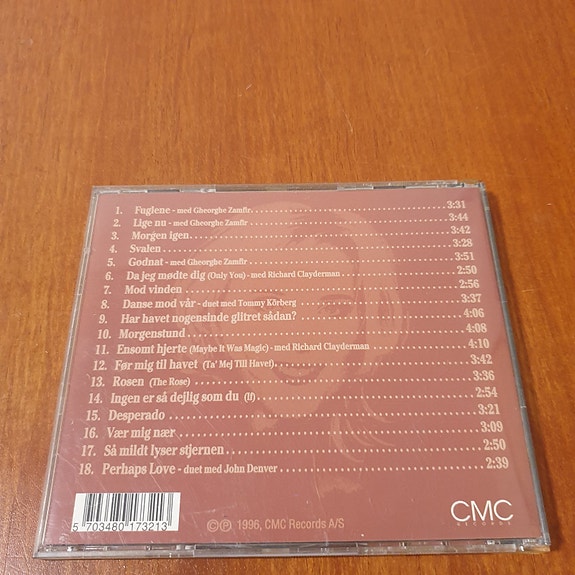 1. Fuglene - med Gheorghe Zamfir. 3:31
2. Lige nu - med Gheorghe Zamfir 3:44
3. Morgen igen 3:42
4. Svalen 3:28
5. Godnat - med Gheorghe Zamfir 3:51
6. Da jeg mødte dig (Only You) - med Richard Clayderman 2:50
7. Mod vinden 2:56
8. Danse mod vår - duet med Tommy Körberg 3:37
9. Har havet nogensinde glitret sådan? 4:06
10. Morgenstund 4:08
11. Ensomt hjerte (Maybe It Was Magic) - med Richard Clayderman 4:10
12. Før mig til havet (Ta' Mej Till Havet) 3:42
13. Rosen (The Rose) 3:36
14. Ingen er så dejlig som du (If) 2:54
15. Desperado 3:21
16. Vær mig nær 3:09
17. Så mildt lyser stjernen 2:50
18. Perhaps Love - duet med John Denver 2:39
5 703480 173213
©℗ 1996, CMC Records A/S
CMC
RECORDS